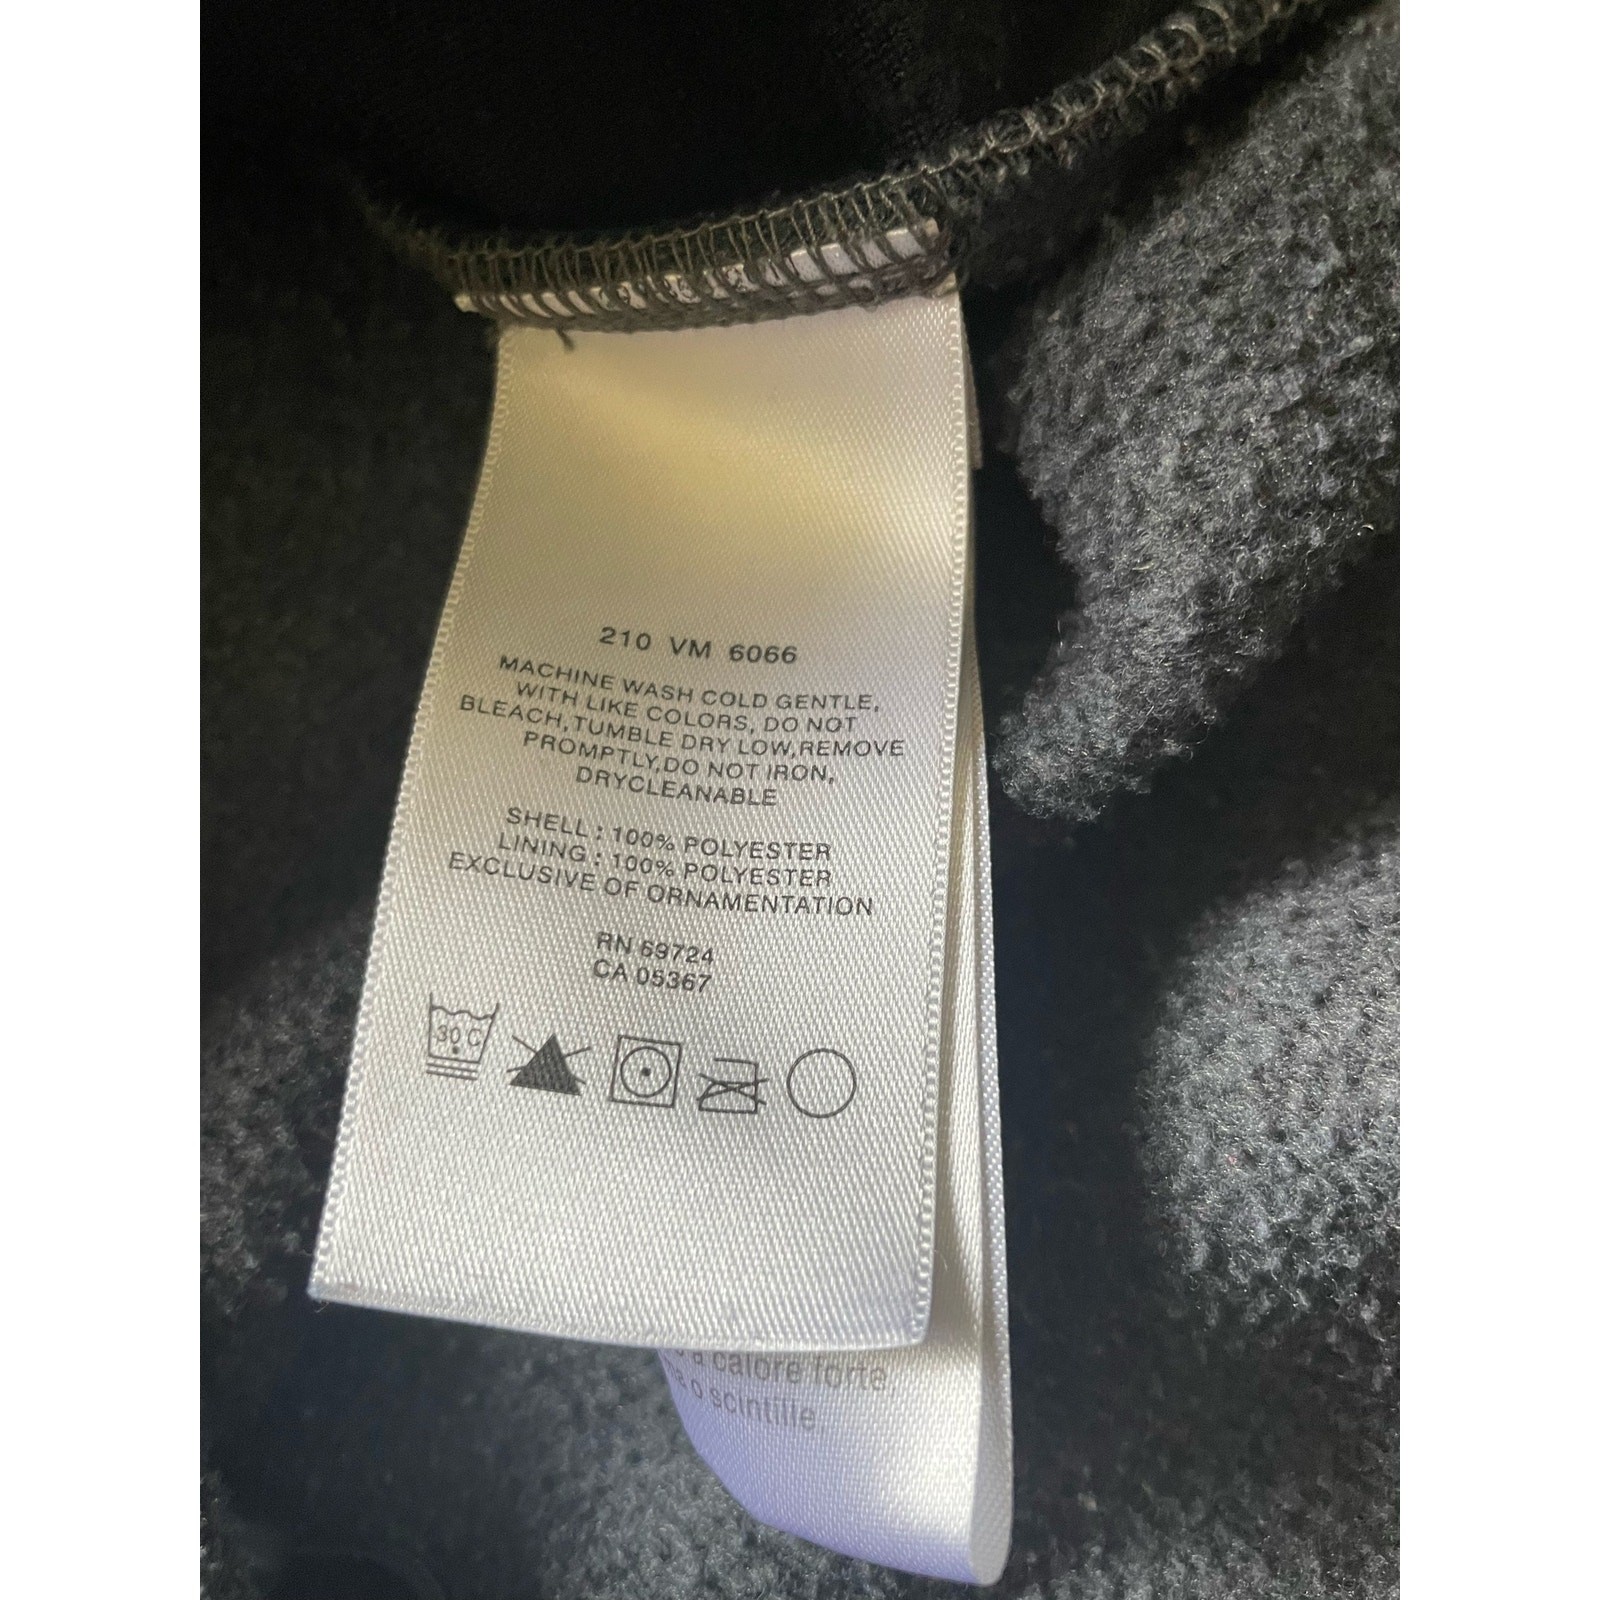 210 VM 6066
MACHINE WASH COLD GENTLE,
WITH LIKE COLORS, DO NOT
BLEACH,TUMBLE DRY LOW,REMOVE
PROMPTLY,DO NOT IRON,
DRYCLEANABLE
SHELL : 100% POLYESTER
LINING : 100% POLYESTER
EXCLUSIVE OF ORNAMENTATION
RN 69724
CA 05367
30 C
a calore forte,
o scintille.